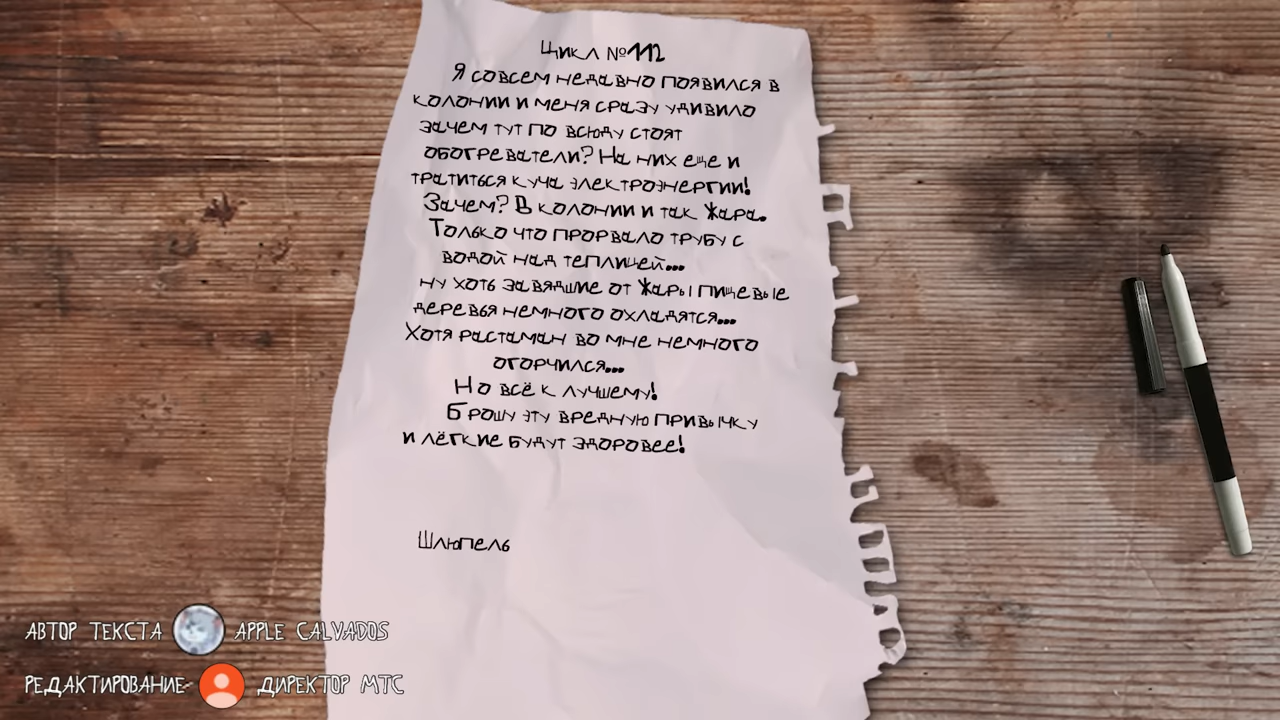 Цикл №112
Я совсем недавно появился в
колонии и меня сразу удивило
зачем тут по всюду стоят
обогреватели? На них еще и
тратиться куча электроэнергии!
Зачем? В колонии и так Жара.
Только что прорвало трубу с
водой над теплицей...
ну хоть завядшие от Жары пищевые
деревья немного охладятся...
Хотя растаман во мне немного
огорчился...
Но всё к лучшему!
Брошу эту вредную привычку
и лёгкие будут здоровее!
Шлюпель
АВТОР ТЕКСТА APPLE CALVADOS
РЕДАКТИРОВАНИЕ- ДИРЕКТОР МТС